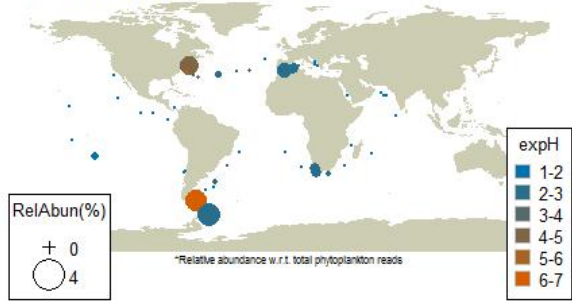 RelAbun(%)
0
4
*Relative abundance w.r.t. total phytoplankton reads
expH
1-2
2-3
3-4
4-5
5-6
6-7